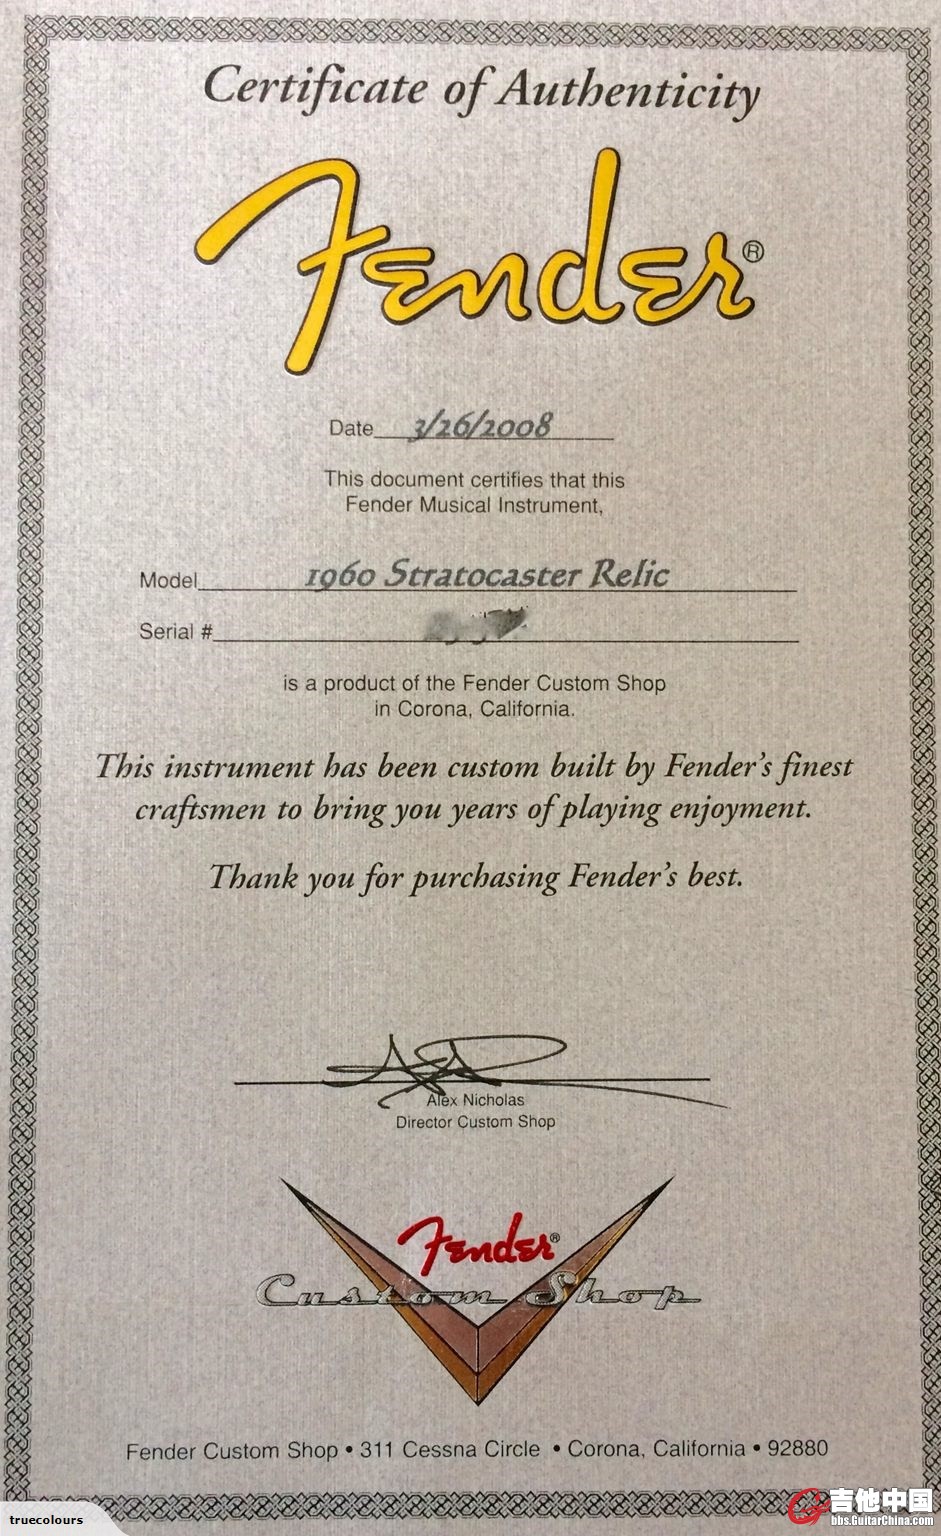 Certificate of Authenticity
Fender®
Date 3/26/2008
This document certifies that this
Fender Musical Instrument,
Model 1960 Stratocaster Relic
Serial #
is a product of the Fender Custom Shop
in Corona, California.
This instrument has been custom built by Fender's finest
craftsmen to bring you years of playing enjoyment.
Thank you for purchasing Fender's best.
Alex Nicholas
Director Custom Shop
Fender®
Custom Shop
Fender Custom Shop • 311 Cessna Circle • Corona, California • 92880
truecolours
吉他中国
bbs.GuitarChina.com